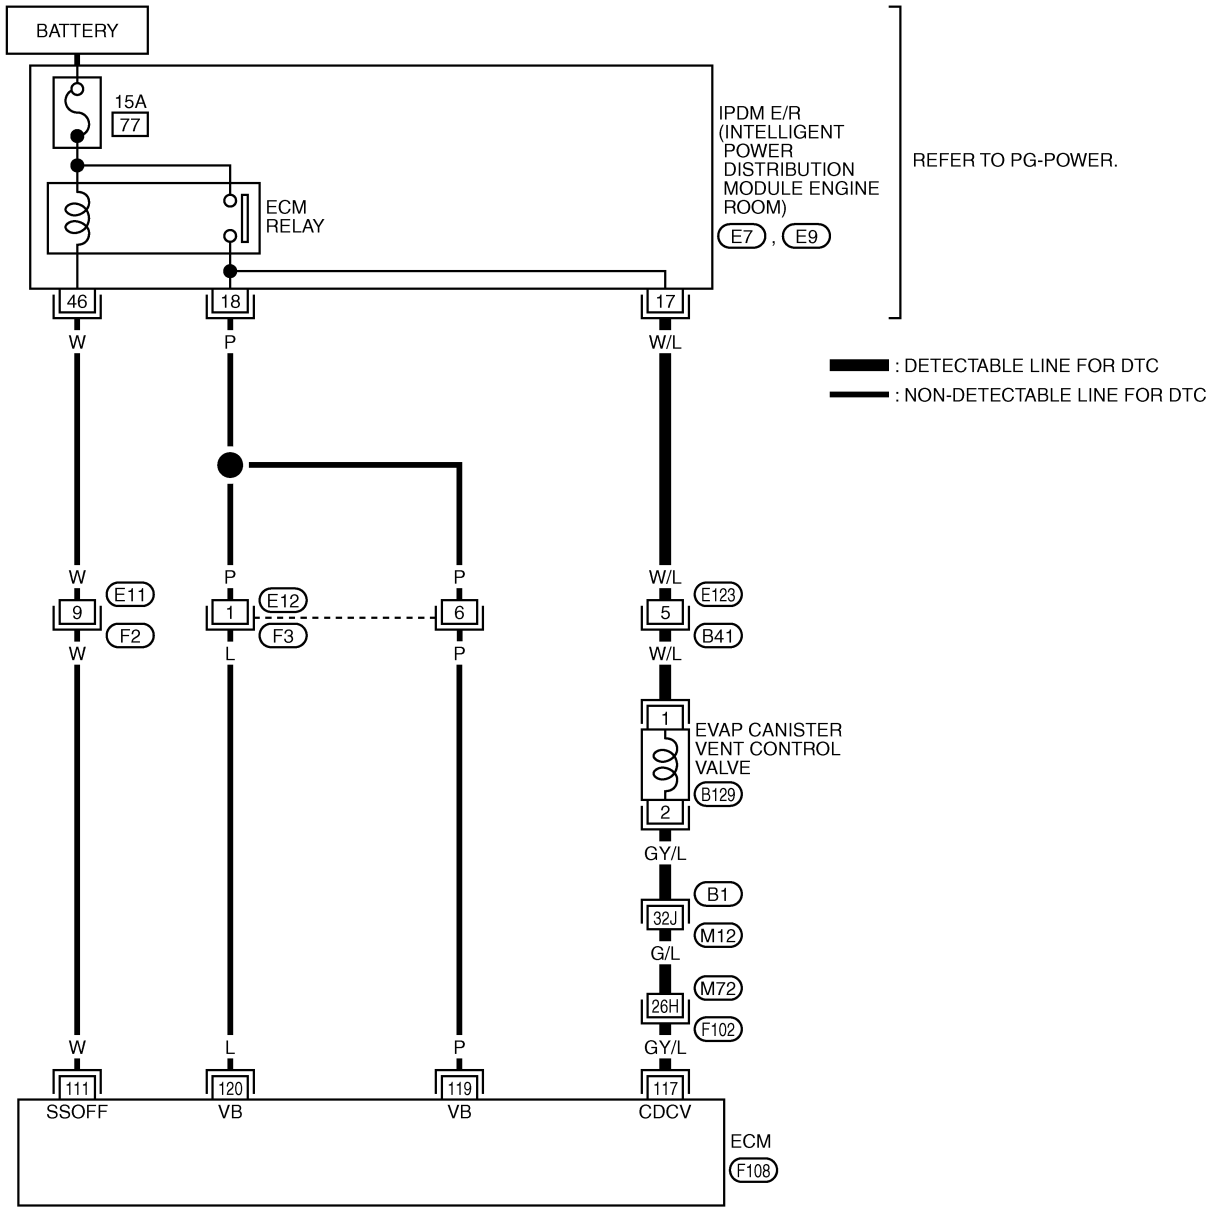 BATTERY
15A
77
IPDM E/R
(INTELLIGENT
POWER
DISTRIBUTION
MODULE ENGINE
ROOM)
E7 , E9
REFER TO PG-POWER.
ECM
RELAY
46 18 17
W P W/L
: DETECTABLE LINE FOR DTC
: NON-DETECTABLE LINE FOR DTC
W P P W/L
9 E11 1 E12 6 5 E123
F2 F3 B41
W L P W/L
1
EVAP CANISTER
VENT CONTROL
VALVE
B129
2
GY/L
B1
32J
M12
G/L
M72
26H
F102
W L P GY/L
111 120 119 117
SSOFF VB VB CDCV
ECM
F108